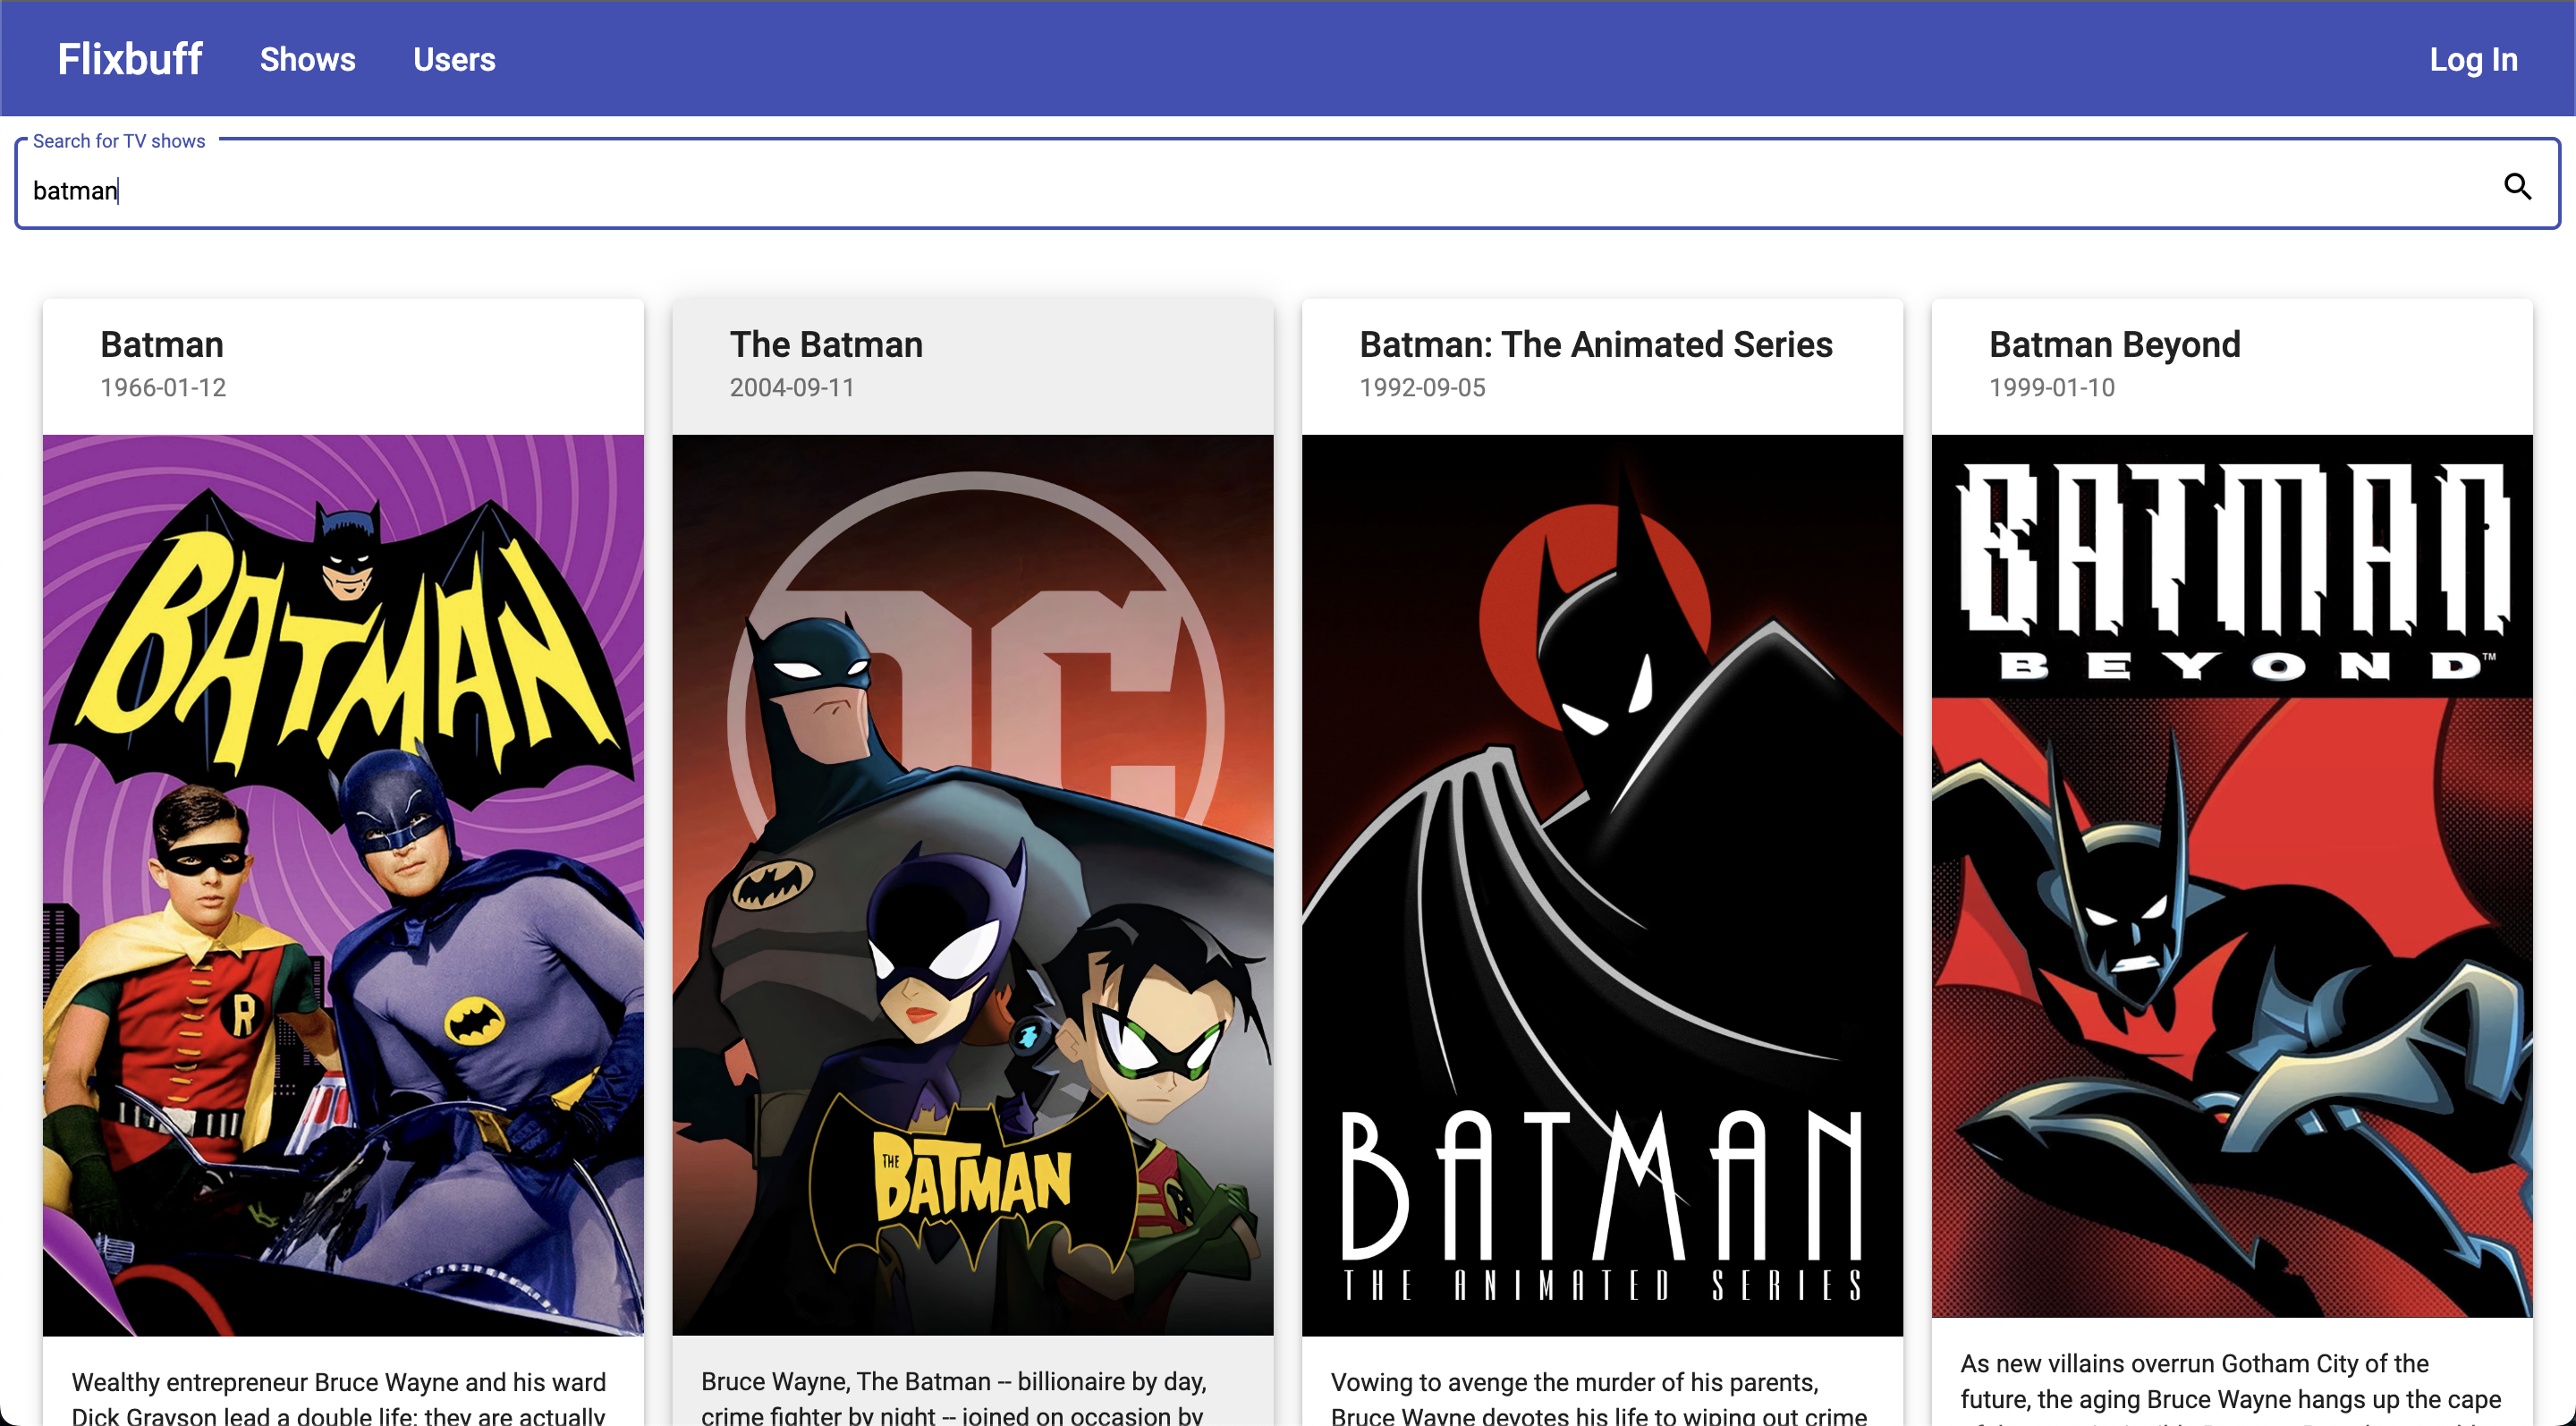 Flixbuff Shows Users Log In
Search for TV shows
batman
Batman
1966-01-12
BATMAN
R
Wealthy entrepreneur Bruce Wayne and his ward
Dick Grayson lead a double life: they are actually
The Batman
2004-09-11
DC
THE BATMAN
Bruce Wayne, The Batman -- billionaire by day,
crime fighter by night -- joined on occasion by
Batman: The Animated Series
1992-09-05
BATMAN
THE ANIMATED SERIES
Vowing to avenge the murder of his parents,
Bruce Wayne devotes his life to wiping out crime
Batman Beyond
1999-01-10
BATMAN
BEYOND™
As new villains overrun Gotham City of the
future, the aging Bruce Wayne hangs up the cape